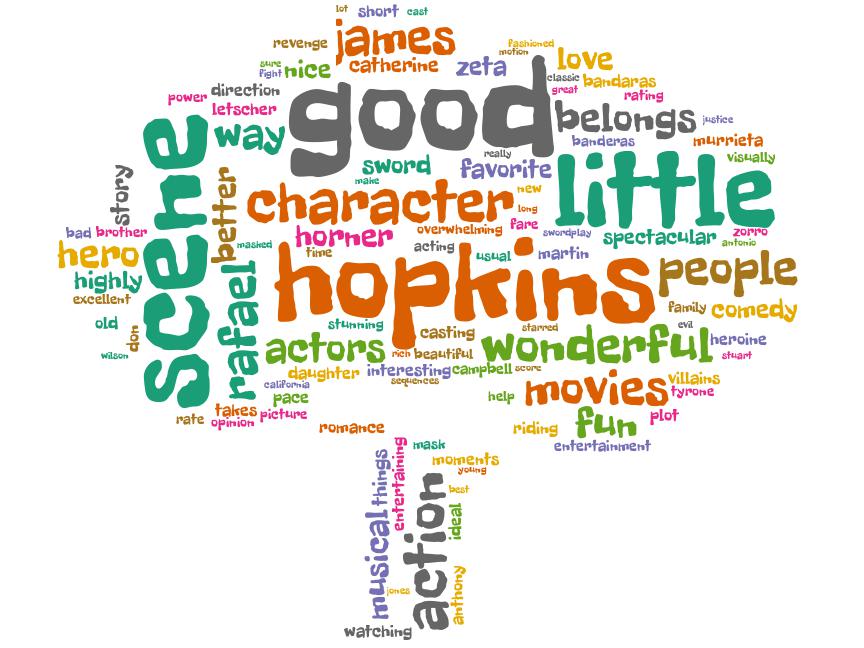 lot
short
cast
revenge
james
fashioned
motion
love
sure
fight
nice
catherine
zeta
classic
bandaras
great
rating
power
direction
letscher
good
belongs
justice
way
really
banderas
murrieta
visually
scene
sword
favorite
little
make
story
better
character
new
long
bad
brother
masked
horner
overwhelming
fare
swordplay
spectacular
zorro
antonio
hero
time
acting
usual
martin
highly
rafael
hopkins
people
excellent
family
comedy
old
don
wilson
stunning
casting
starred
evil
heroine
actors
rich
beautiful
wonderful
stuart
daughter
interesting
campbell
score
california
sequences
movies
villains
tyrone
pace
help
rate
takes
opinion
picture
romance
riding
fun
plot
entertainment
mask
moments
young
things
entertaining
best
musical
action
ideal
jones
anthony
watching